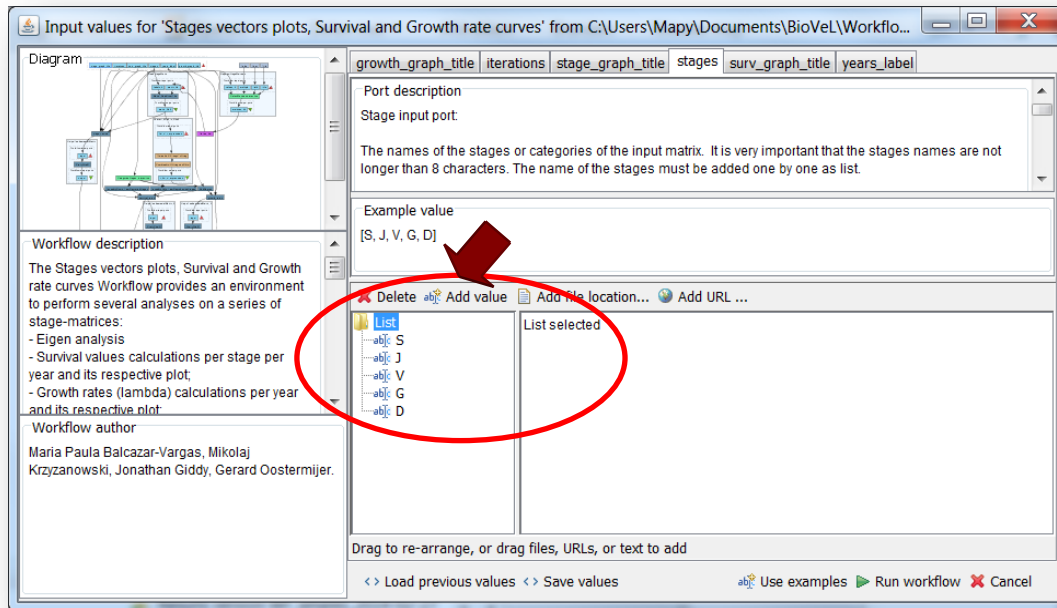 Input values for 'Stages vectors plots, Survival and Growth rate curves' from C:\Users\Mapy\Documents\BioVeL\Workflo...
Diagram
growth_graph_title iterations stage_graph_title stages surv_graph_title years_label
Port description
Stage input port:
The names of the stages or categories of the input matrix. It is very important that the stages names are not
longer than 8 characters. The name of the stages must be added one by one as list.
Example value
[S, J, V, G, D]
Workflow description
The Stages vectors plots, Survival and Growth
rate curves Workflow provides an environment
to perform several analyses on a series of
stage-matrices:
- Eigen analysis
- Survival values calculations per stage per
year and its respective plot;
- Growth rates (lambda) calculations per year
and its respective plot;
Workflow author
Maria Paula Balcazar-Vargas, Mikolaj
Krzyzanowski, Jonathan Giddy, Gerard Oostermijer.
Delete Add value Add file location... Add URL ...
List
S
J
V
G
D
List selected
Drag to re-arrange, or drag files, URLs, or text to add
Load previous values Save values Use examples Run workflow Cancel